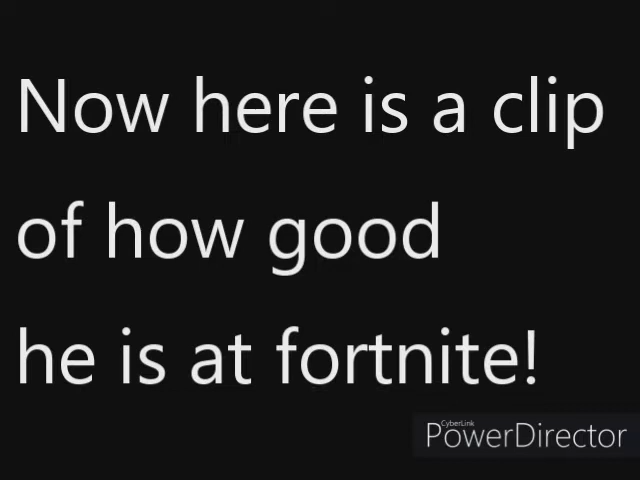 Now here is a clip
of how good
he is at fortnite!
CyberLink
PowerDirector